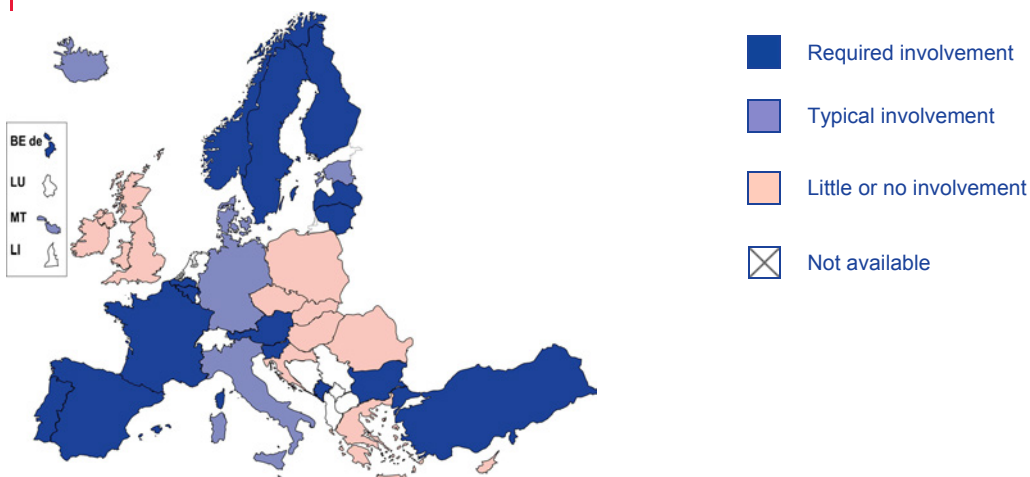 BE de
LU
MT
LI
Required involvement
Typical involvement
Little or no involvement
Not available